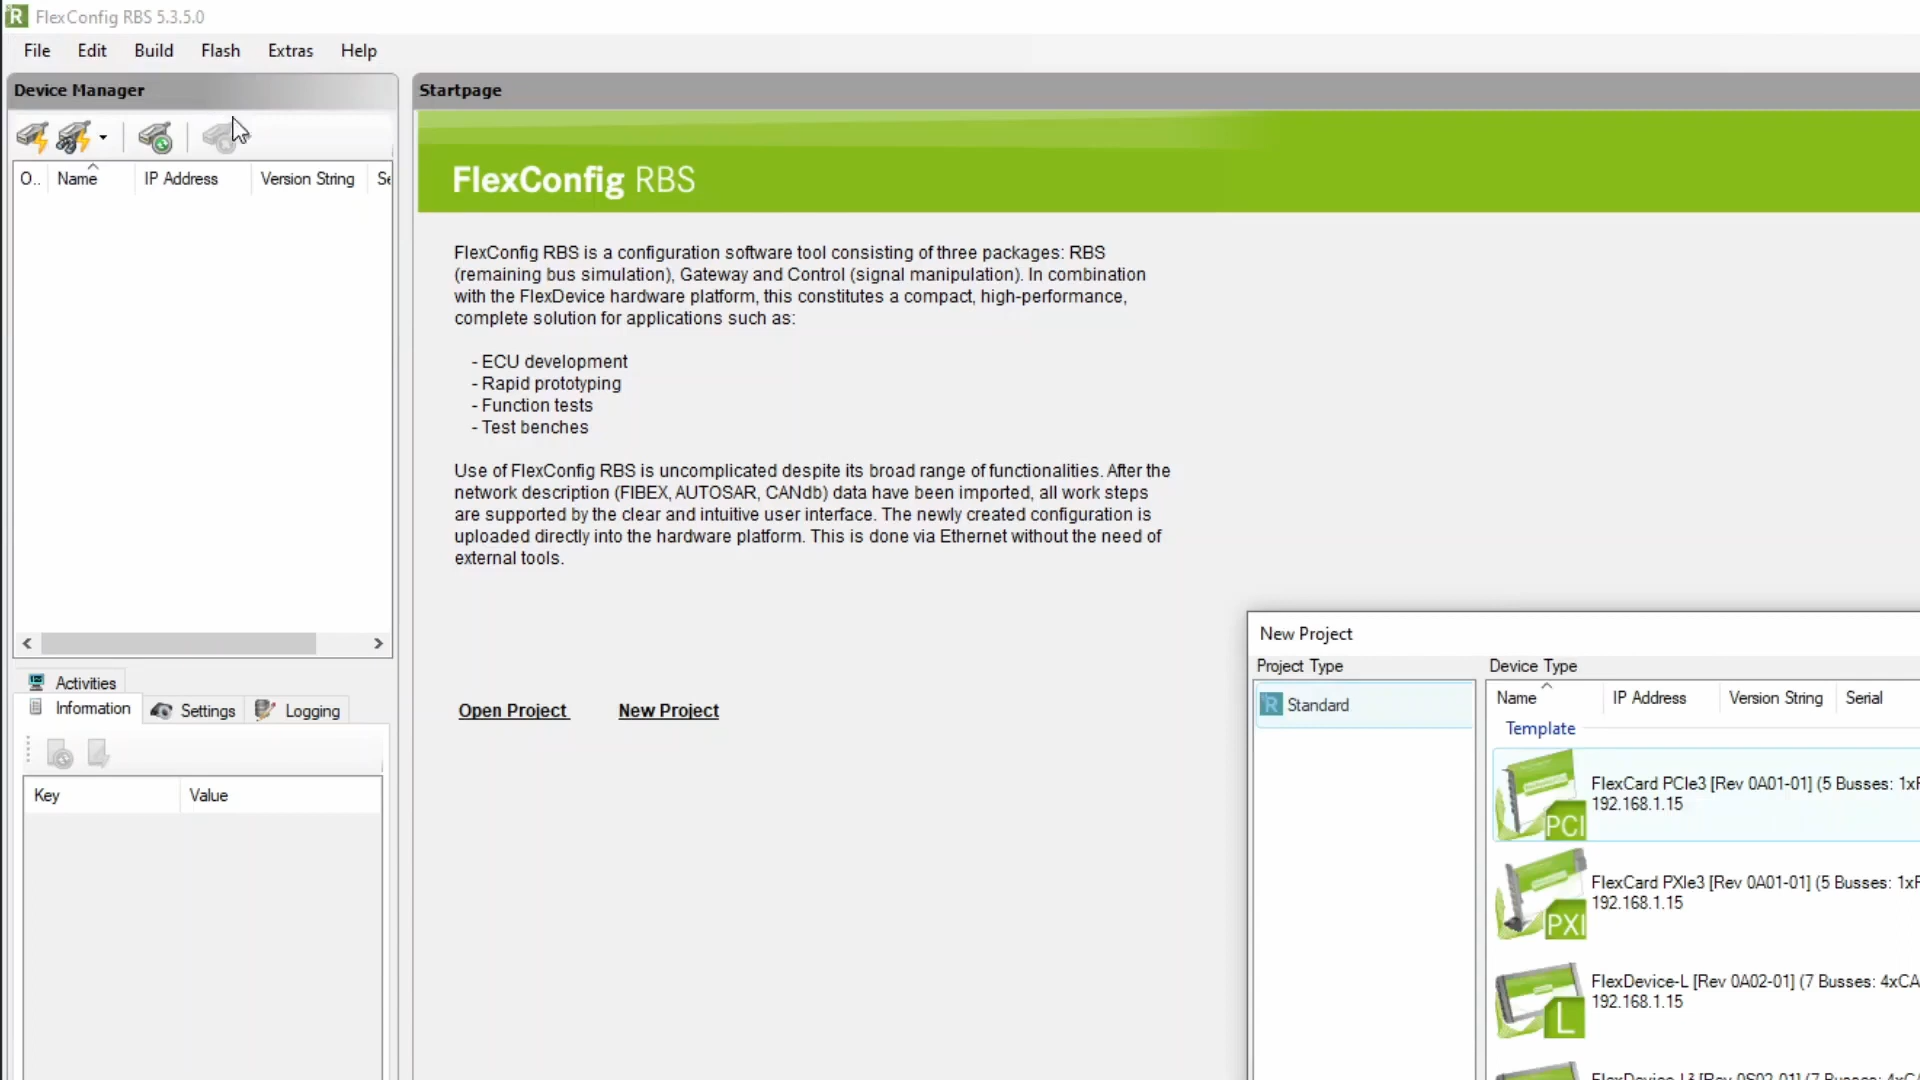 FlexConfig RBS 5.3.5.0
File Edit Build Flash Extras Help
Device Manager
O.. Name IP Address Version String Se
Activities
Information Settings Logging
Key Value
Startpage
FlexConfig RBS
FlexConfig RBS is a configuration software tool consisting of three packages: RBS
(remaining bus simulation), Gateway and Control (signal manipulation). In combination
with the FlexDevice hardware platform, this constitutes a compact, high-performance,
complete solution for applications such as:
- ECU development
- Rapid prototyping
- Function tests
- Test benches
Use of FlexConfig RBS is uncomplicated despite its broad range of functionalities. After the
network description (FIBEX, AUTOSAR, CANdb) data have been imported, all work steps
are supported by the clear and intuitive user interface. The newly created configuration is
uploaded directly into the hardware platform. This is done via Ethernet without the need of
external tools.
Open Project New Project
New Project
Project Type
Standard
Device Type
Name IP Address Version String Serial
Template
FlexCard PCIe3 [Rev 0A01-01] (5 Busses: 1xF
192.168.1.15
PCI
FlexCard PXIe3 [Rev 0A01-01] (5 Busses: 1xF
192.168.1.15
PXI
FlexDevice-L [Rev 0A02-01] (7 Busses: 4xCA
192.168.1.15
L